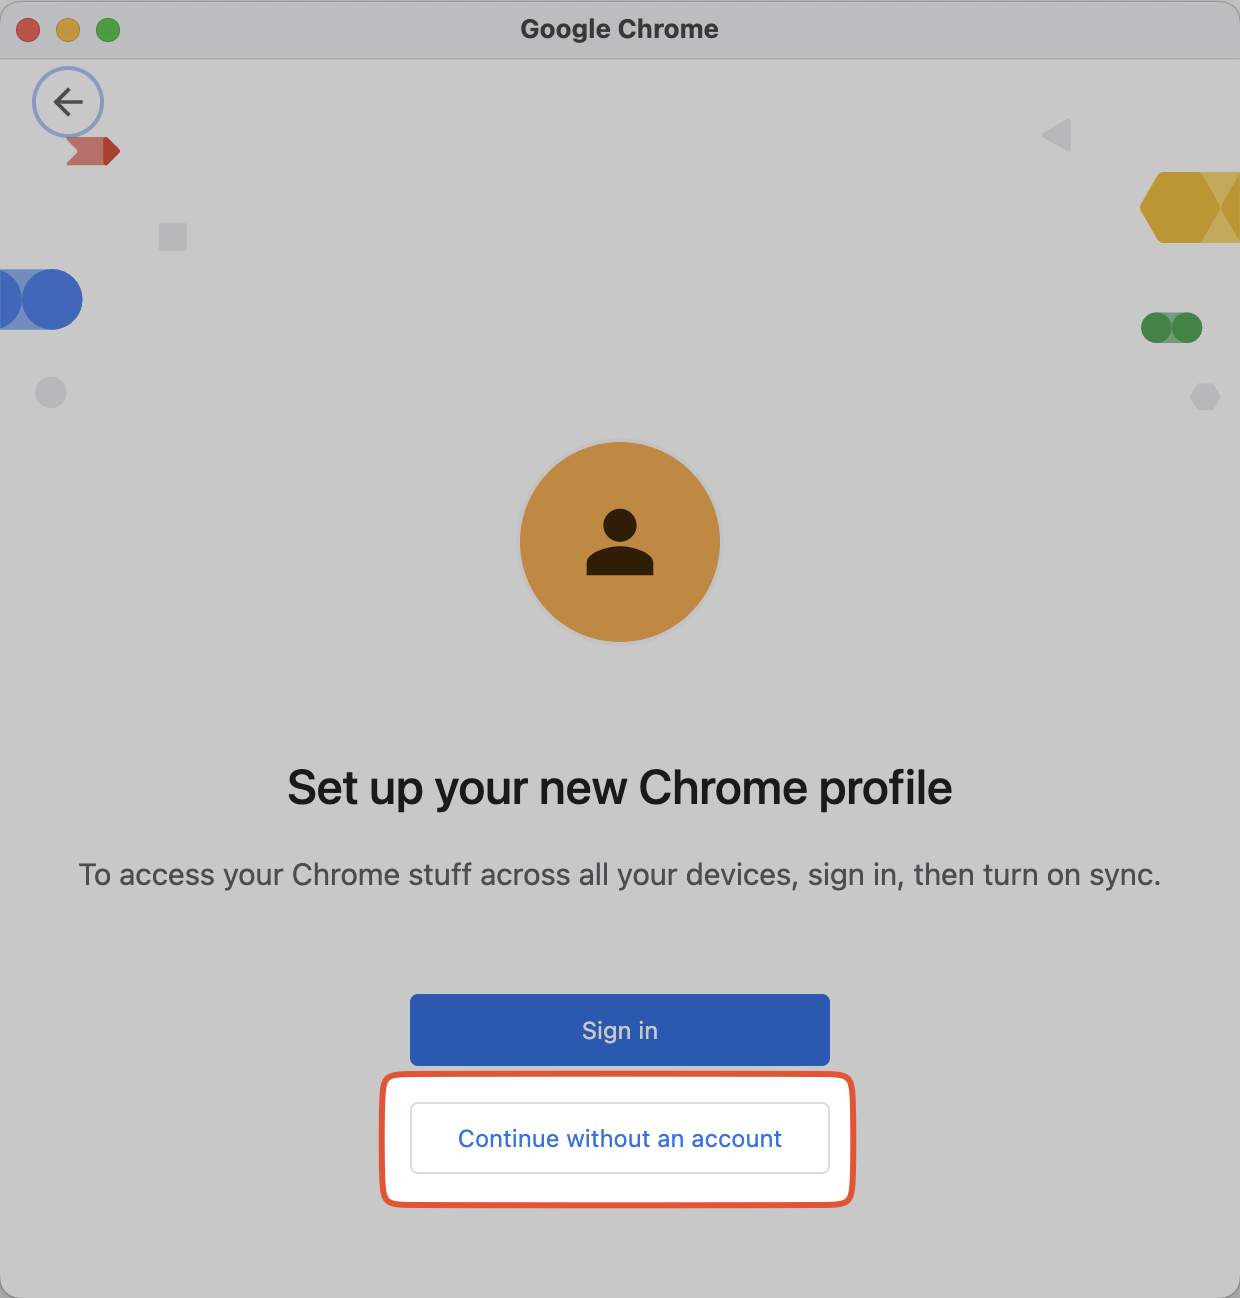 Google Chrome
Set up your new Chrome profile
To access your Chrome stuff across all your devices, sign in, then turn on sync.
Sign in
Continue without an account